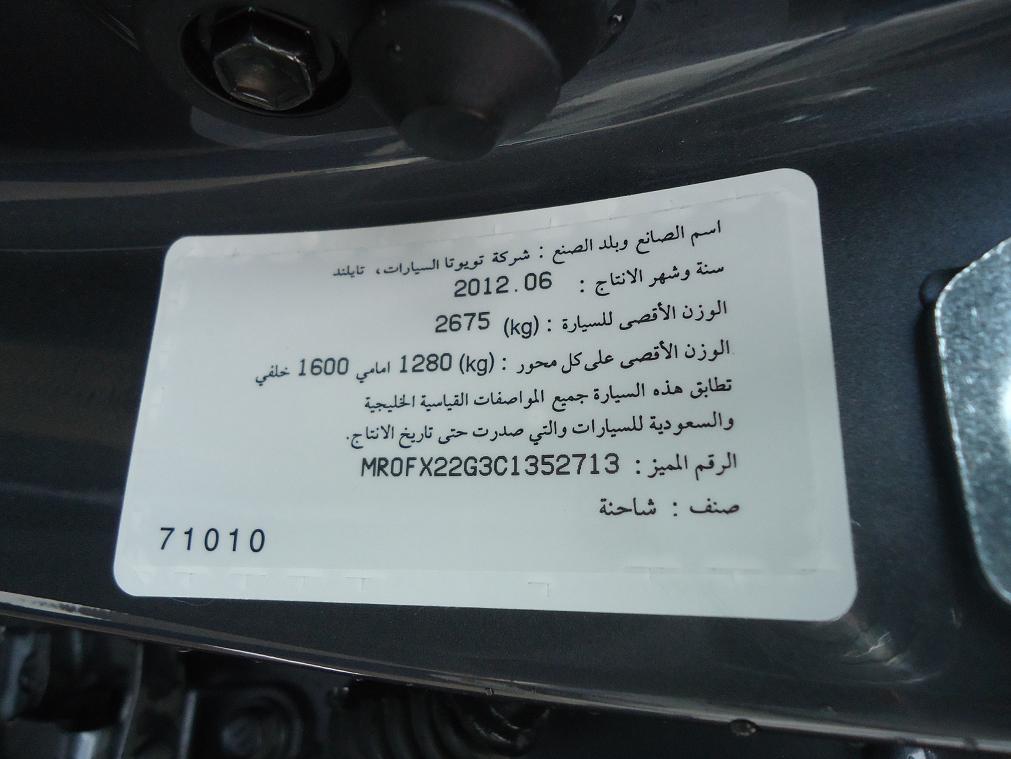 اسم الصانع وبلد الصنع : شركة تويوتا السيارات، تايلند
سنة وشهر الانتاج : 2012.06
الوزن الأقصى للسيارة : (kg) 2675
الوزن الأقصى على كل محور : (kg) 1280 امامي 1600 خلفي
تطابق هذه السيارة جميع المواصفات القياسية الخليجية
والسعودية للسيارات والتي صدرت حتى تاريخ الانتاج.
الرقم المميز : MR0FX22G3C1352713
صنف : شاحنة
71010